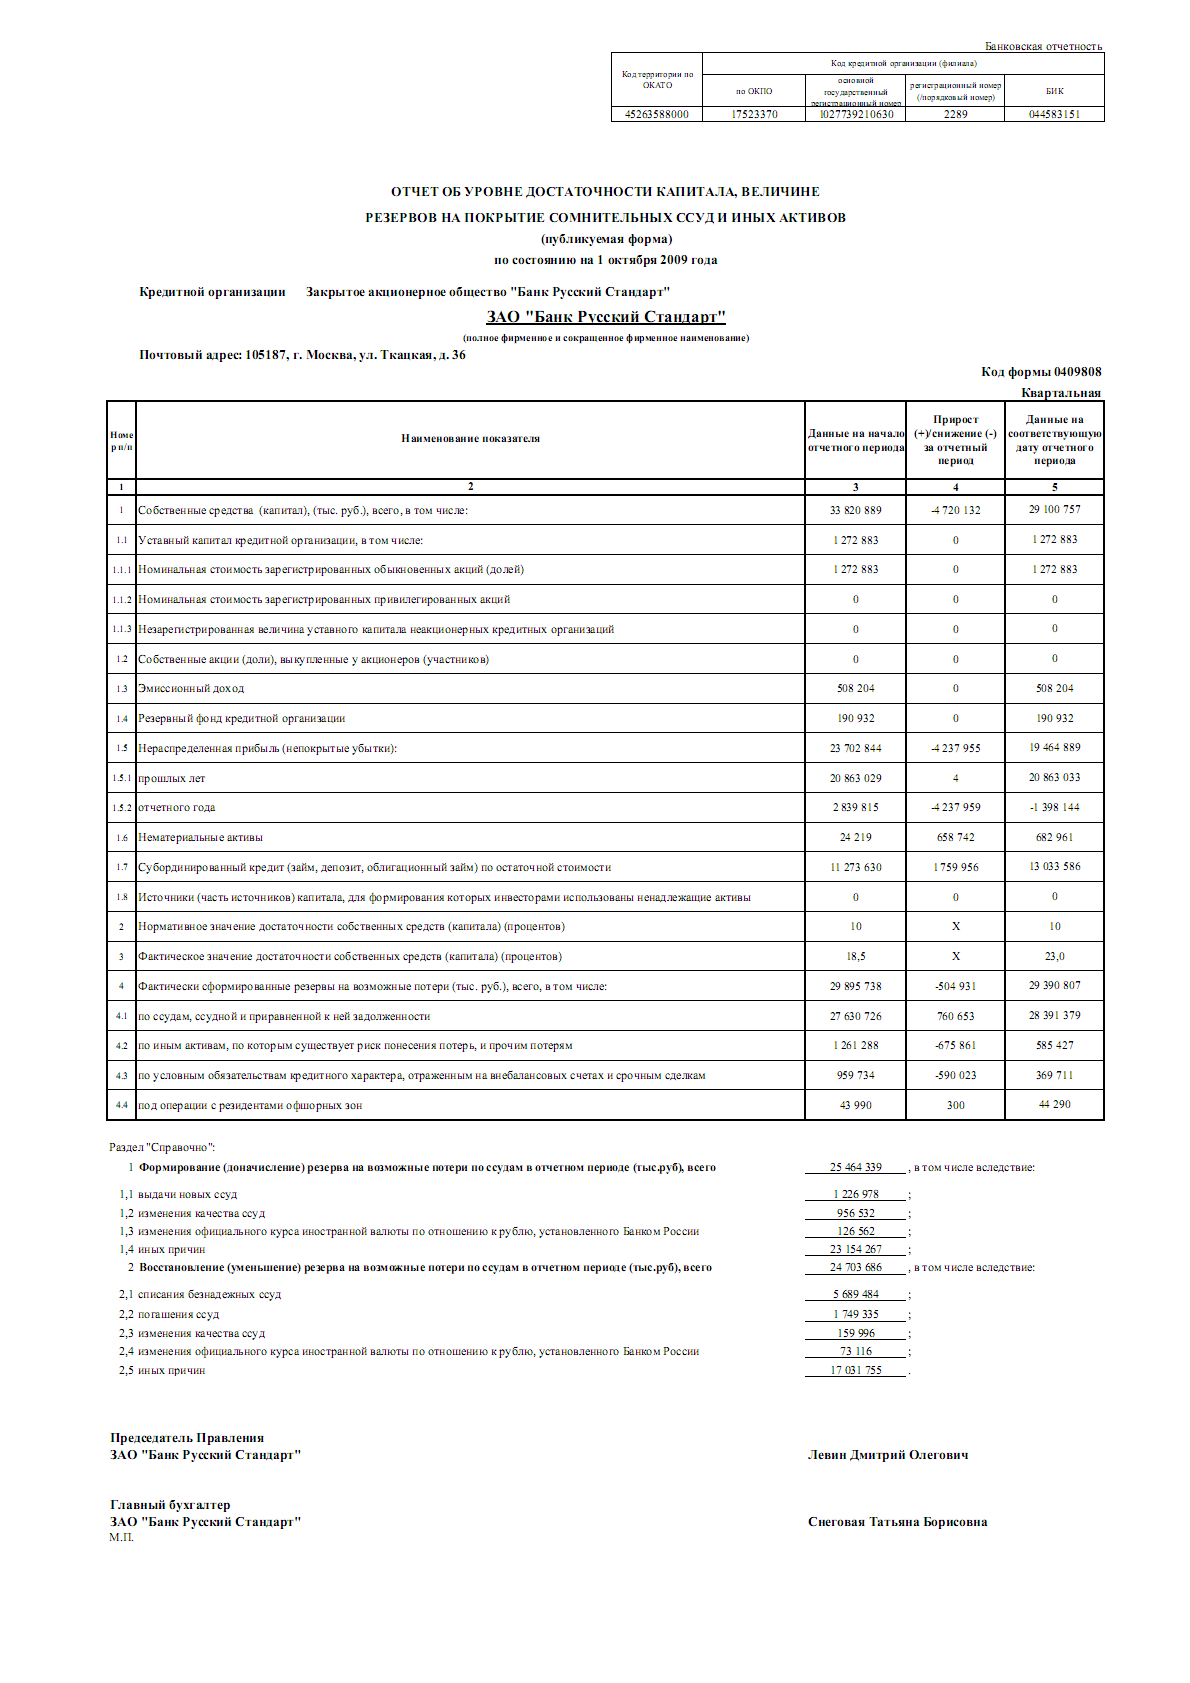 Банковская отчетность
Код территории по ОКАТО
Код кредитной организации (филиала)
по ОКПО
основной государственный регистрационный номер
регистрационный номер (/порядковый номер)
БИК
45263588000 17523370 1027739210630 2289 044583151
ОТЧЕТ ОБ УРОВНЕ ДОСТАТОЧНОСТИ КАПИТАЛА, ВЕЛИЧИНЕ
РЕЗЕРВОВ НА ПОКРЫТИЕ СОМНИТЕЛЬНЫХ ССУД И ИНЫХ АКТИВОВ
(публикуемая форма)
по состоянию на 1 октября 2009 года
Кредитной организации Закрытое акционерное общество "Банк Русский Стандарт"
ЗАО "Банк Русский Стандарт"
(полное фирменное и сокращенное фирменное наименование)
Почтовый адрес: 105187, г. Москва, ул. Ткацкая, д. 36
Код формы 0409808
Квартальная
Номер п/п
Наименование показателя
Данные на начало отчетного периода
Прирост (+)/снижение (-) за отчетный период
Данные на соответствующую дату отчетного периода
1 2 3 4 5
1 Собственные средства (капитал), (тыс. руб.), всего, в том числе: 33 820 889 -4 720 132 29 100 757
1.1 Уставный капитал кредитной организации, в том числе: 1 272 883 0 1 272 883
1.1.1 Номинальная стоимость зарегистрированных обыкновенных акций (долей) 1 272 883 0 1 272 883
1.1.2 Номинальная стоимость зарегистрированных привилегированных акций 0 0 0
1.1.3 Незарегистрированная величина уставного капитала неакционерных кредитных организаций 0 0 0
1.2 Собственные акции (доли), выкупленные у акционеров (участников) 0 0 0
1.3 Эмиссионный доход 508 204 0 508 204
1.4 Резервный фонд кредитной организации 190 932 0 190 932
1.5 Нераспределенная прибыль (непокрытые убытки): 23 702 844 -4 237 955 19 464 889
1.5.1 прошлых лет 20 863 029 4 20 863 033
1.5.2 отчетного года 2 839 815 -4 237 959 -1 398 144
1.6 Нематериальные активы 24 219 658 742 682 961
1.7 Субординированный кредит (займ, депозит, облигационный займ) по остаточной стоимости 11 273 630 1 759 956 13 033 586
1.8 Источники (часть источников) капитала, для формирования которых инвесторами использованы ненадлежащие активы 0 0 0
2 Нормативное значение достаточности собственных средств (капитала) (процентов) 10 X 10
3 Фактическое значение достаточности собственных средств (капитала) (процентов) 18,5 X 23,0
4 Фактически сформированные резервы на возможные потери (тыс. руб.), всего, в том числе: 29 895 738 -504 931 29 390 807
4.1 по ссудам, ссудной и приравненной к ней задолженности 27 630 726 760 653 28 391 379
4.2 по иным активам, по которым существует риск понесения потерь, и прочим потерям 1 261 288 -675 861 585 427
4.3 по условным обязательствам кредитного характера, отраженным на внебалансовых счетах и срочным сделкам 959 734 -590 023 369 711
4.4 под операции с резидентами офшорных зон 43 990 300 44 290
Раздел "Справочно":
1 Формирование (доначисление) резерва на возможные потери по ссудам в отчетном периоде (тыс.руб), всего 25 464 339 , в том числе вследствие:
1,1 выдачи новых ссуд 1 226 978 ;
1,2 изменения качества ссуд 956 532 ;
1,3 изменения официального курса иностранной валюты по отношению к рублю, установленного Банком России 126 562 ;
1,4 иных причин 23 154 267 ;
2 Восстановление (уменьшение) резерва на возможные потери по ссудам в отчетном периоде (тыс.руб), всего 24 703 686 , в том числе вследствие:
2,1 списания безнадежных ссуд 5 689 484 ;
2,2 погашения ссуд 1 749 335 ;
2,3 изменения качества ссуд 159 996 ;
2,4 изменения официального курса иностранной валюты по отношению к рублю, установленного Банком России 73 116 ;
2,5 иных причин 17 031 755 .
Председатель Правления
ЗАО "Банк Русский Стандарт" Левин Дмитрий Олегович
Главный бухгалтер
ЗАО "Банк Русский Стандарт" Снеговая Татьяна Борисовна
М.П.